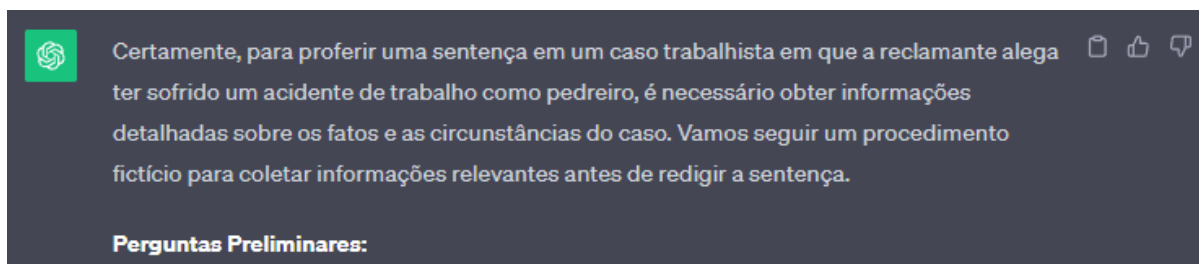 Certamente, para proferir uma sentença em um caso trabalhista em que a reclamante alega
ter sofrido um acidente de trabalho como pedreiro, é necessário obter informações
detalhadas sobre os fatos e as circunstâncias do caso. Vamos seguir um procedimento
fictício para coletar informações relevantes antes de redigir a sentença.
Perguntas Preliminares: